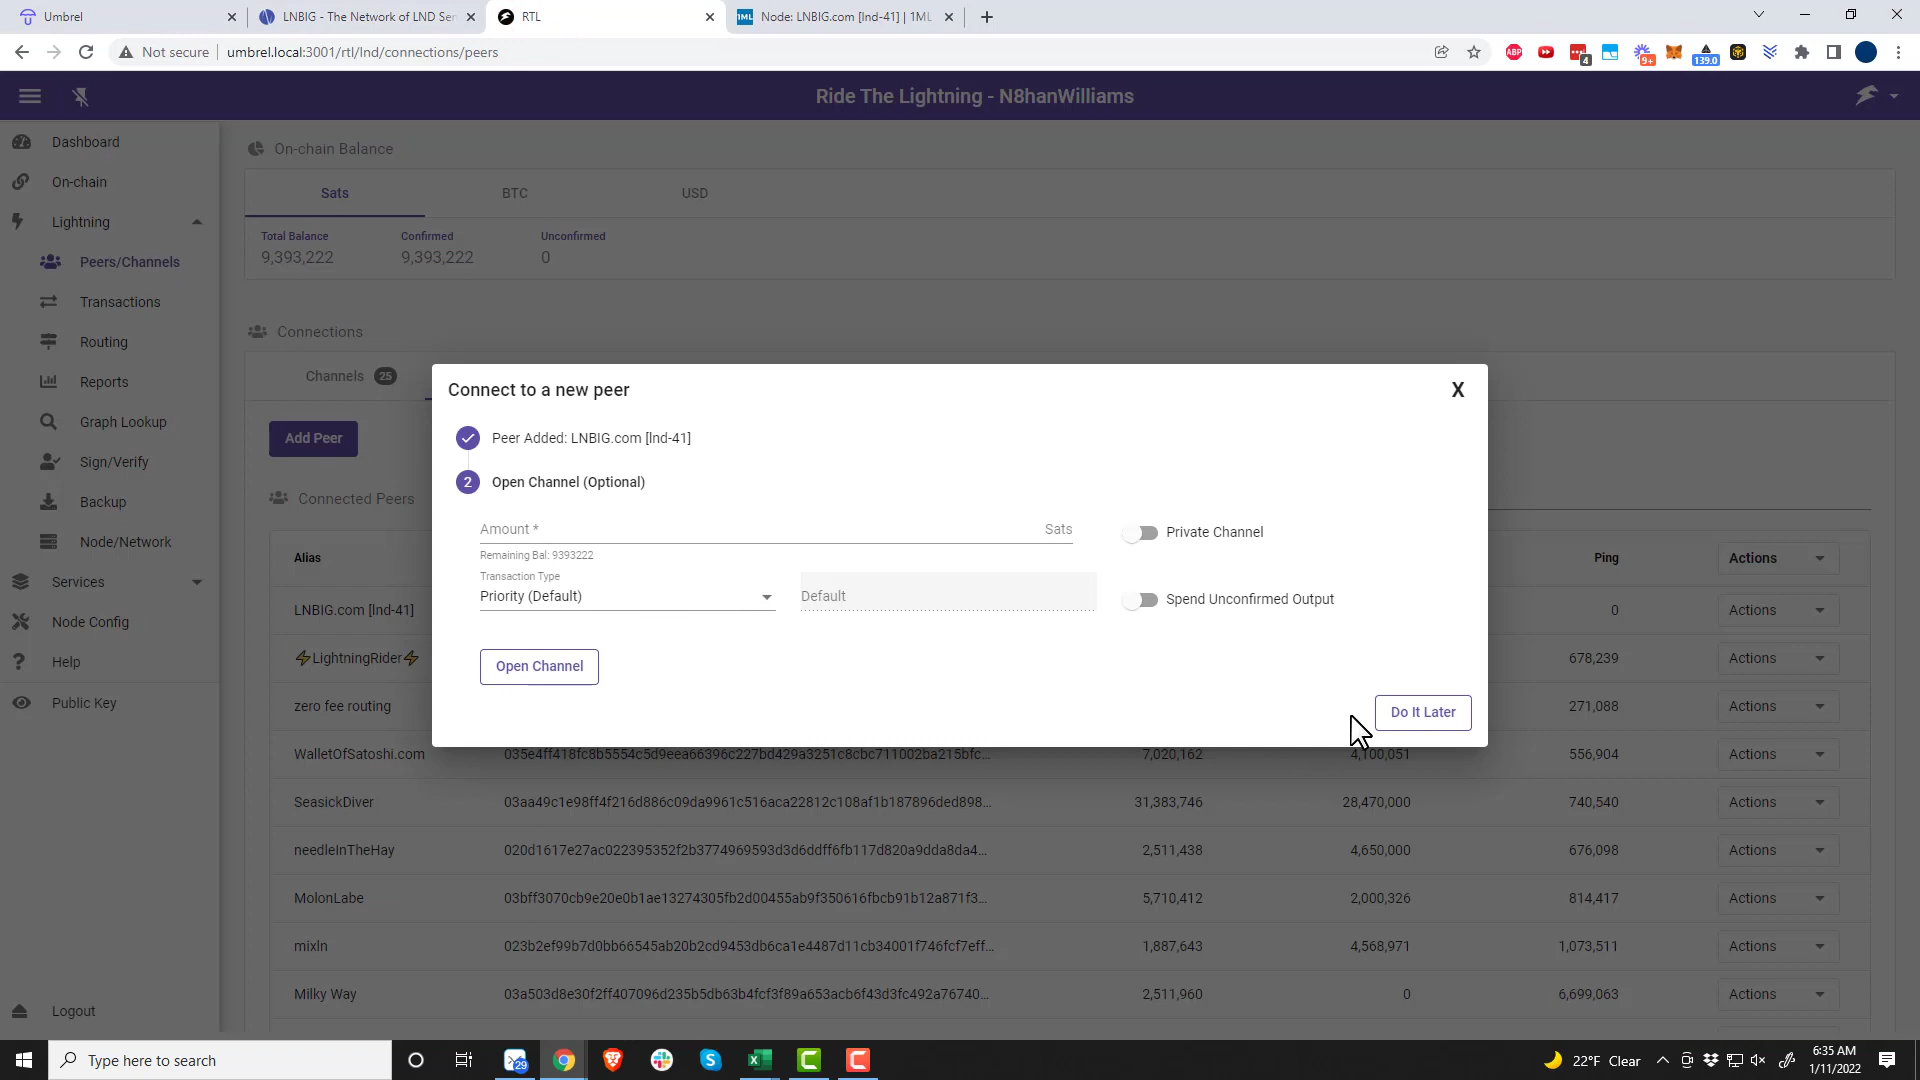 Umbrel
LNBIG - The Network of LND Ser
RTL
1ML
Node: LNBIG.com [lnd-41] | 1ML
Not secure
umbrel.local:3001/rtl/lnd/connections/peers
ABP
4
9+
139.0
Ride The Lightning - N8hanWilliams
Dashboard
On-chain
Lightning
Peers/Channels
Transactions
Routing
Reports
Graph Lookup
Sign/Verify
Backup
Node/Network
Services
Node Config
Help
Public Key
Logout
On-chain Balance
Sats
BTC
USD
Total Balance
Confirmed
Unconfirmed
9,393,222
9,393,222
0
Connections
Channels 25
Add Peer
Connected Peers
Connect to a new peer
X
Peer Added: LNBIG.com [lnd-41]
2 Open Channel (Optional)
Amount *
Sats
Remaining Bal: 9393222
Private Channel
Transaction Type
Priority (Default)
Default
Spend Unconfirmed Output
Open Channel
Do It Later
Alias
Ping
Actions
LNBIG.com [lnd-41]
0
Actions
⚡LightningRider⚡
678,239
Actions
zero fee routing
271,088
Actions
WalletOfSatoshi.com
035e4ff418fc8b5554c5d9eea66396c227bd429a3251c8cbc711002ba215bfc...
7,020,162
4,100,051
556,904
Actions
SeasickDiver
03aa49c1e98ff4f216d886c09da9961c516aca22812c108af1b187896ded898...
31,383,746
28,470,000
740,540
Actions
needleInTheHay
020d1617e27ac022395352f2b3774969593d3d6ddff6fb117d820a9dda8da4...
2,511,438
4,650,000
676,098
Actions
MolonLabe
03bff3070cb9e20e0b1ae13274305fb2d00455ab9f350616fbcb91b12a871f3...
5,710,412
2,000,326
814,417
Actions
mixln
023b2ef99b7d0bb66545ab20b2cd9453db6ca1e4487d11cb34001f746fcf7eff...
1,887,643
4,568,971
1,073,511
Actions
Milky Way
03a503d8e30f2ff407096d235b5db63b4fcf3f89a653acb6f43d3fc492a76740...
2,511,960
0
6,699,063
Actions
Type here to search
29
22°F Clear
6:35 AM
1/11/2022